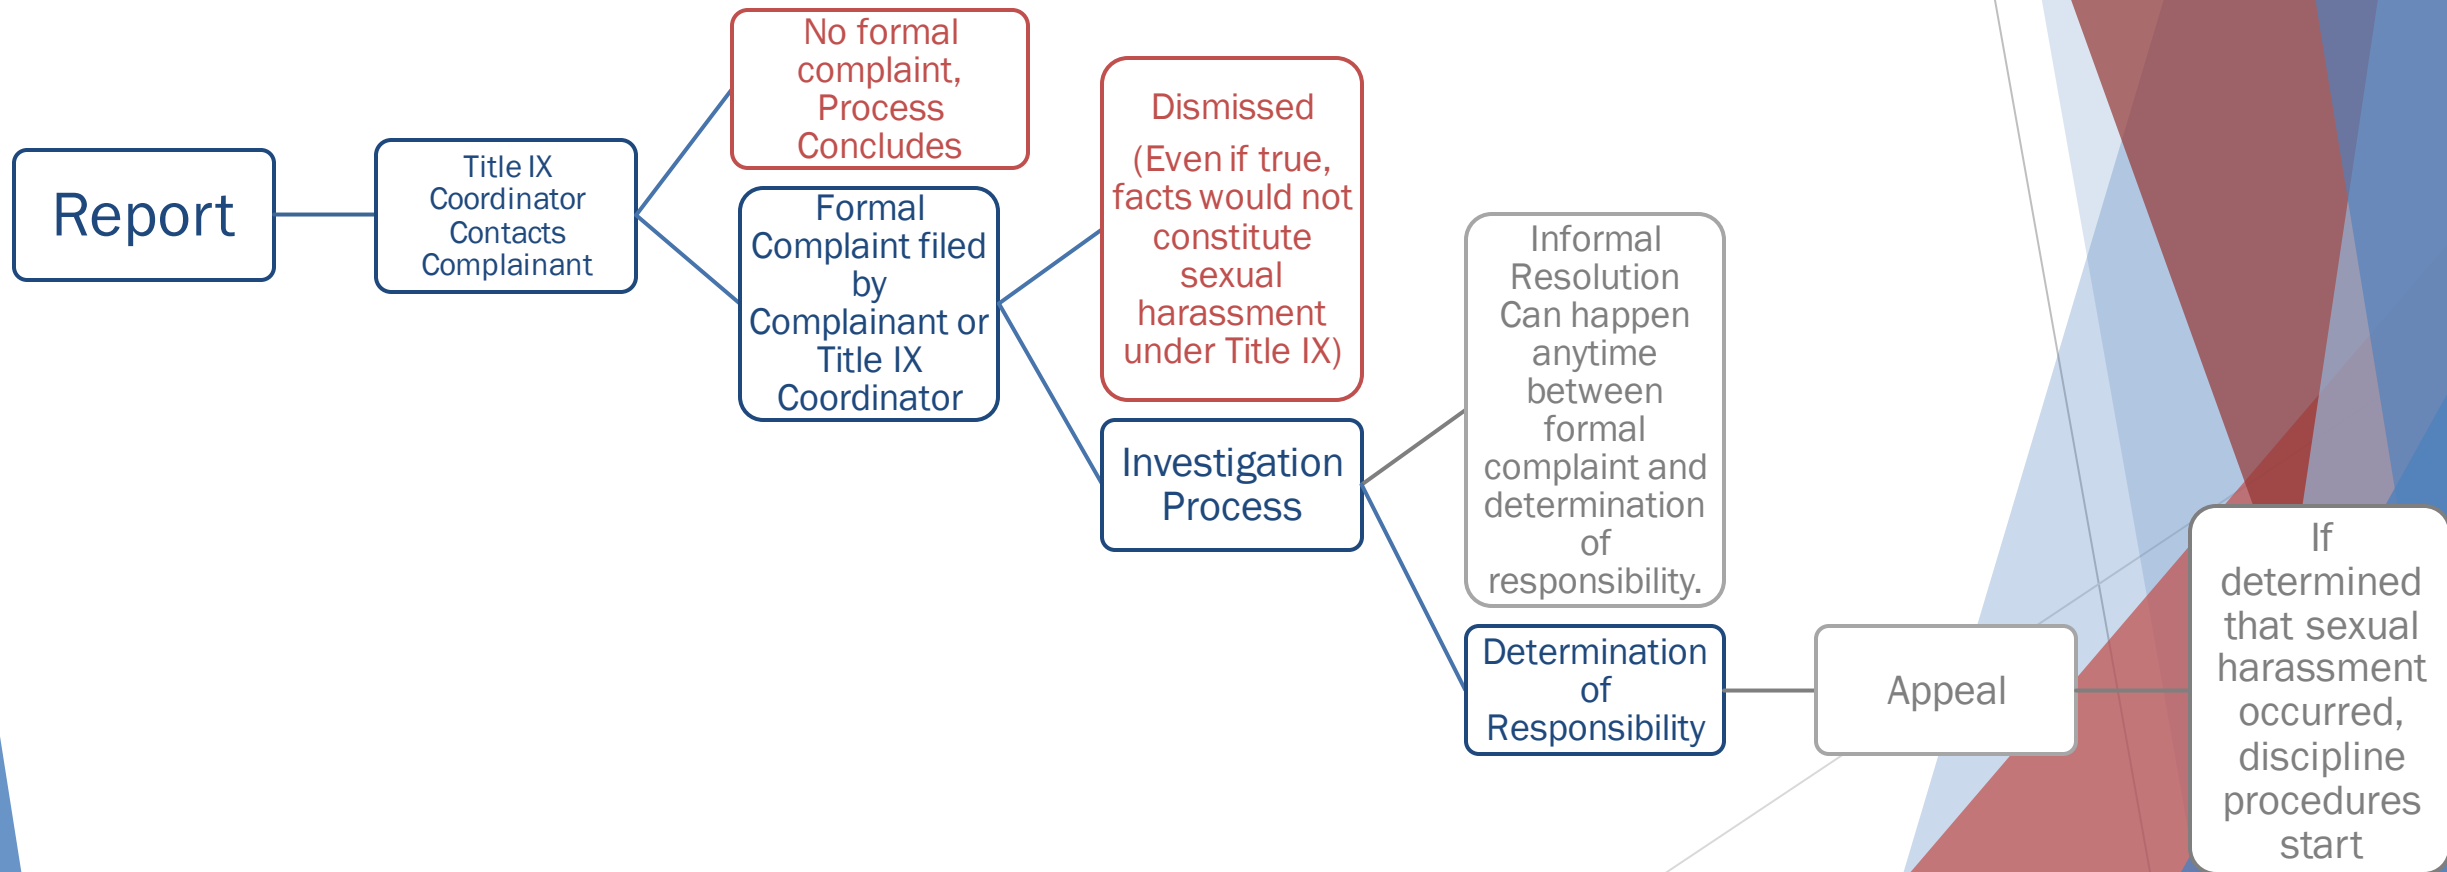 Report
Title IX
Coordinator
Contacts
Complainant
No formal
complaint,
Process
Concludes
Formal
Complaint filed
by
Complainant or
Title IX
Coordinator
Dismissed
(Even if true,
facts would not
constitute
sexual
harassment
under Title IX)
Investigation
Process
Informal
Resolution
Can happen
anytime
between
formal
complaint and
determination
of
responsibility.
Determination
of
Responsibility
Appeal
If
determined
that sexual
harassment
occurred,
discipline
procedures
start